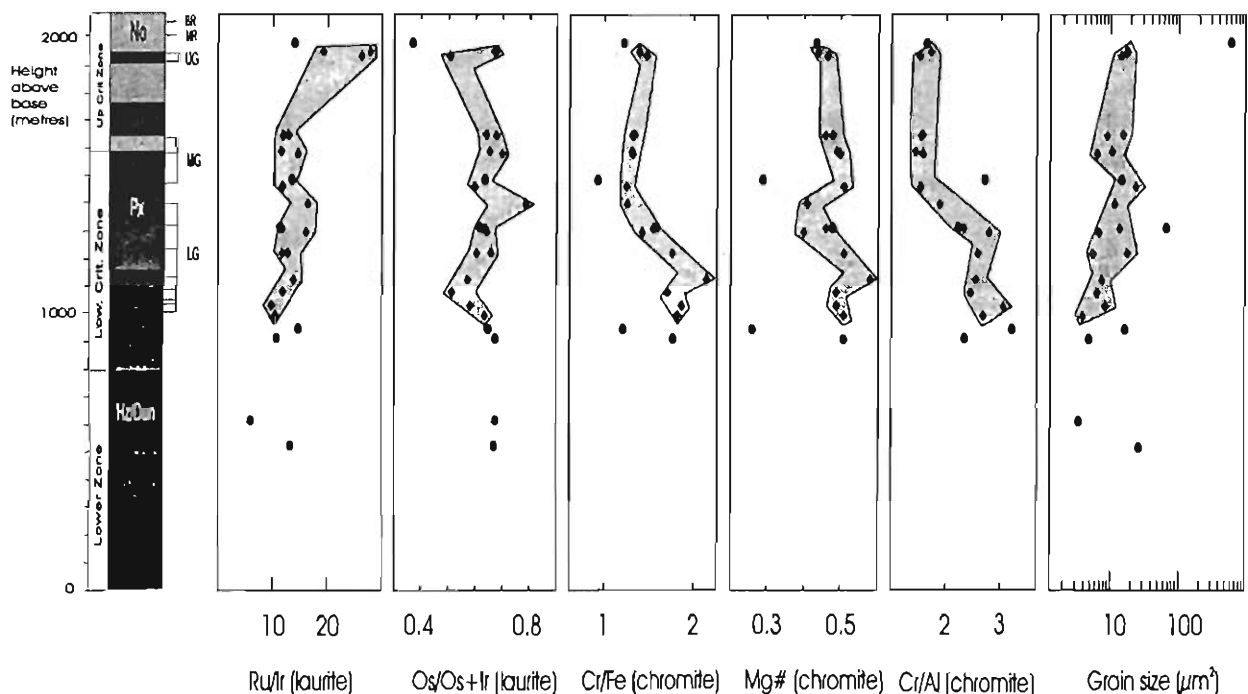 2000
Height
above
base
(metres)
1000
0
Up Crit Zone
Low. Crit. Zone
Lower Zone
No
Px
Hz/Dun
BR
MR
UG
MG
LG
10 20
0.4 0.8
1 2
0.3 0.5
2 3
10 100
Ru/Ir (laurite)
Os/Os+Ir (laurite)
Cr/Fe (chromite)
Mg# (chromite)
Cr/Al (chromite)
Grain size (µm²)